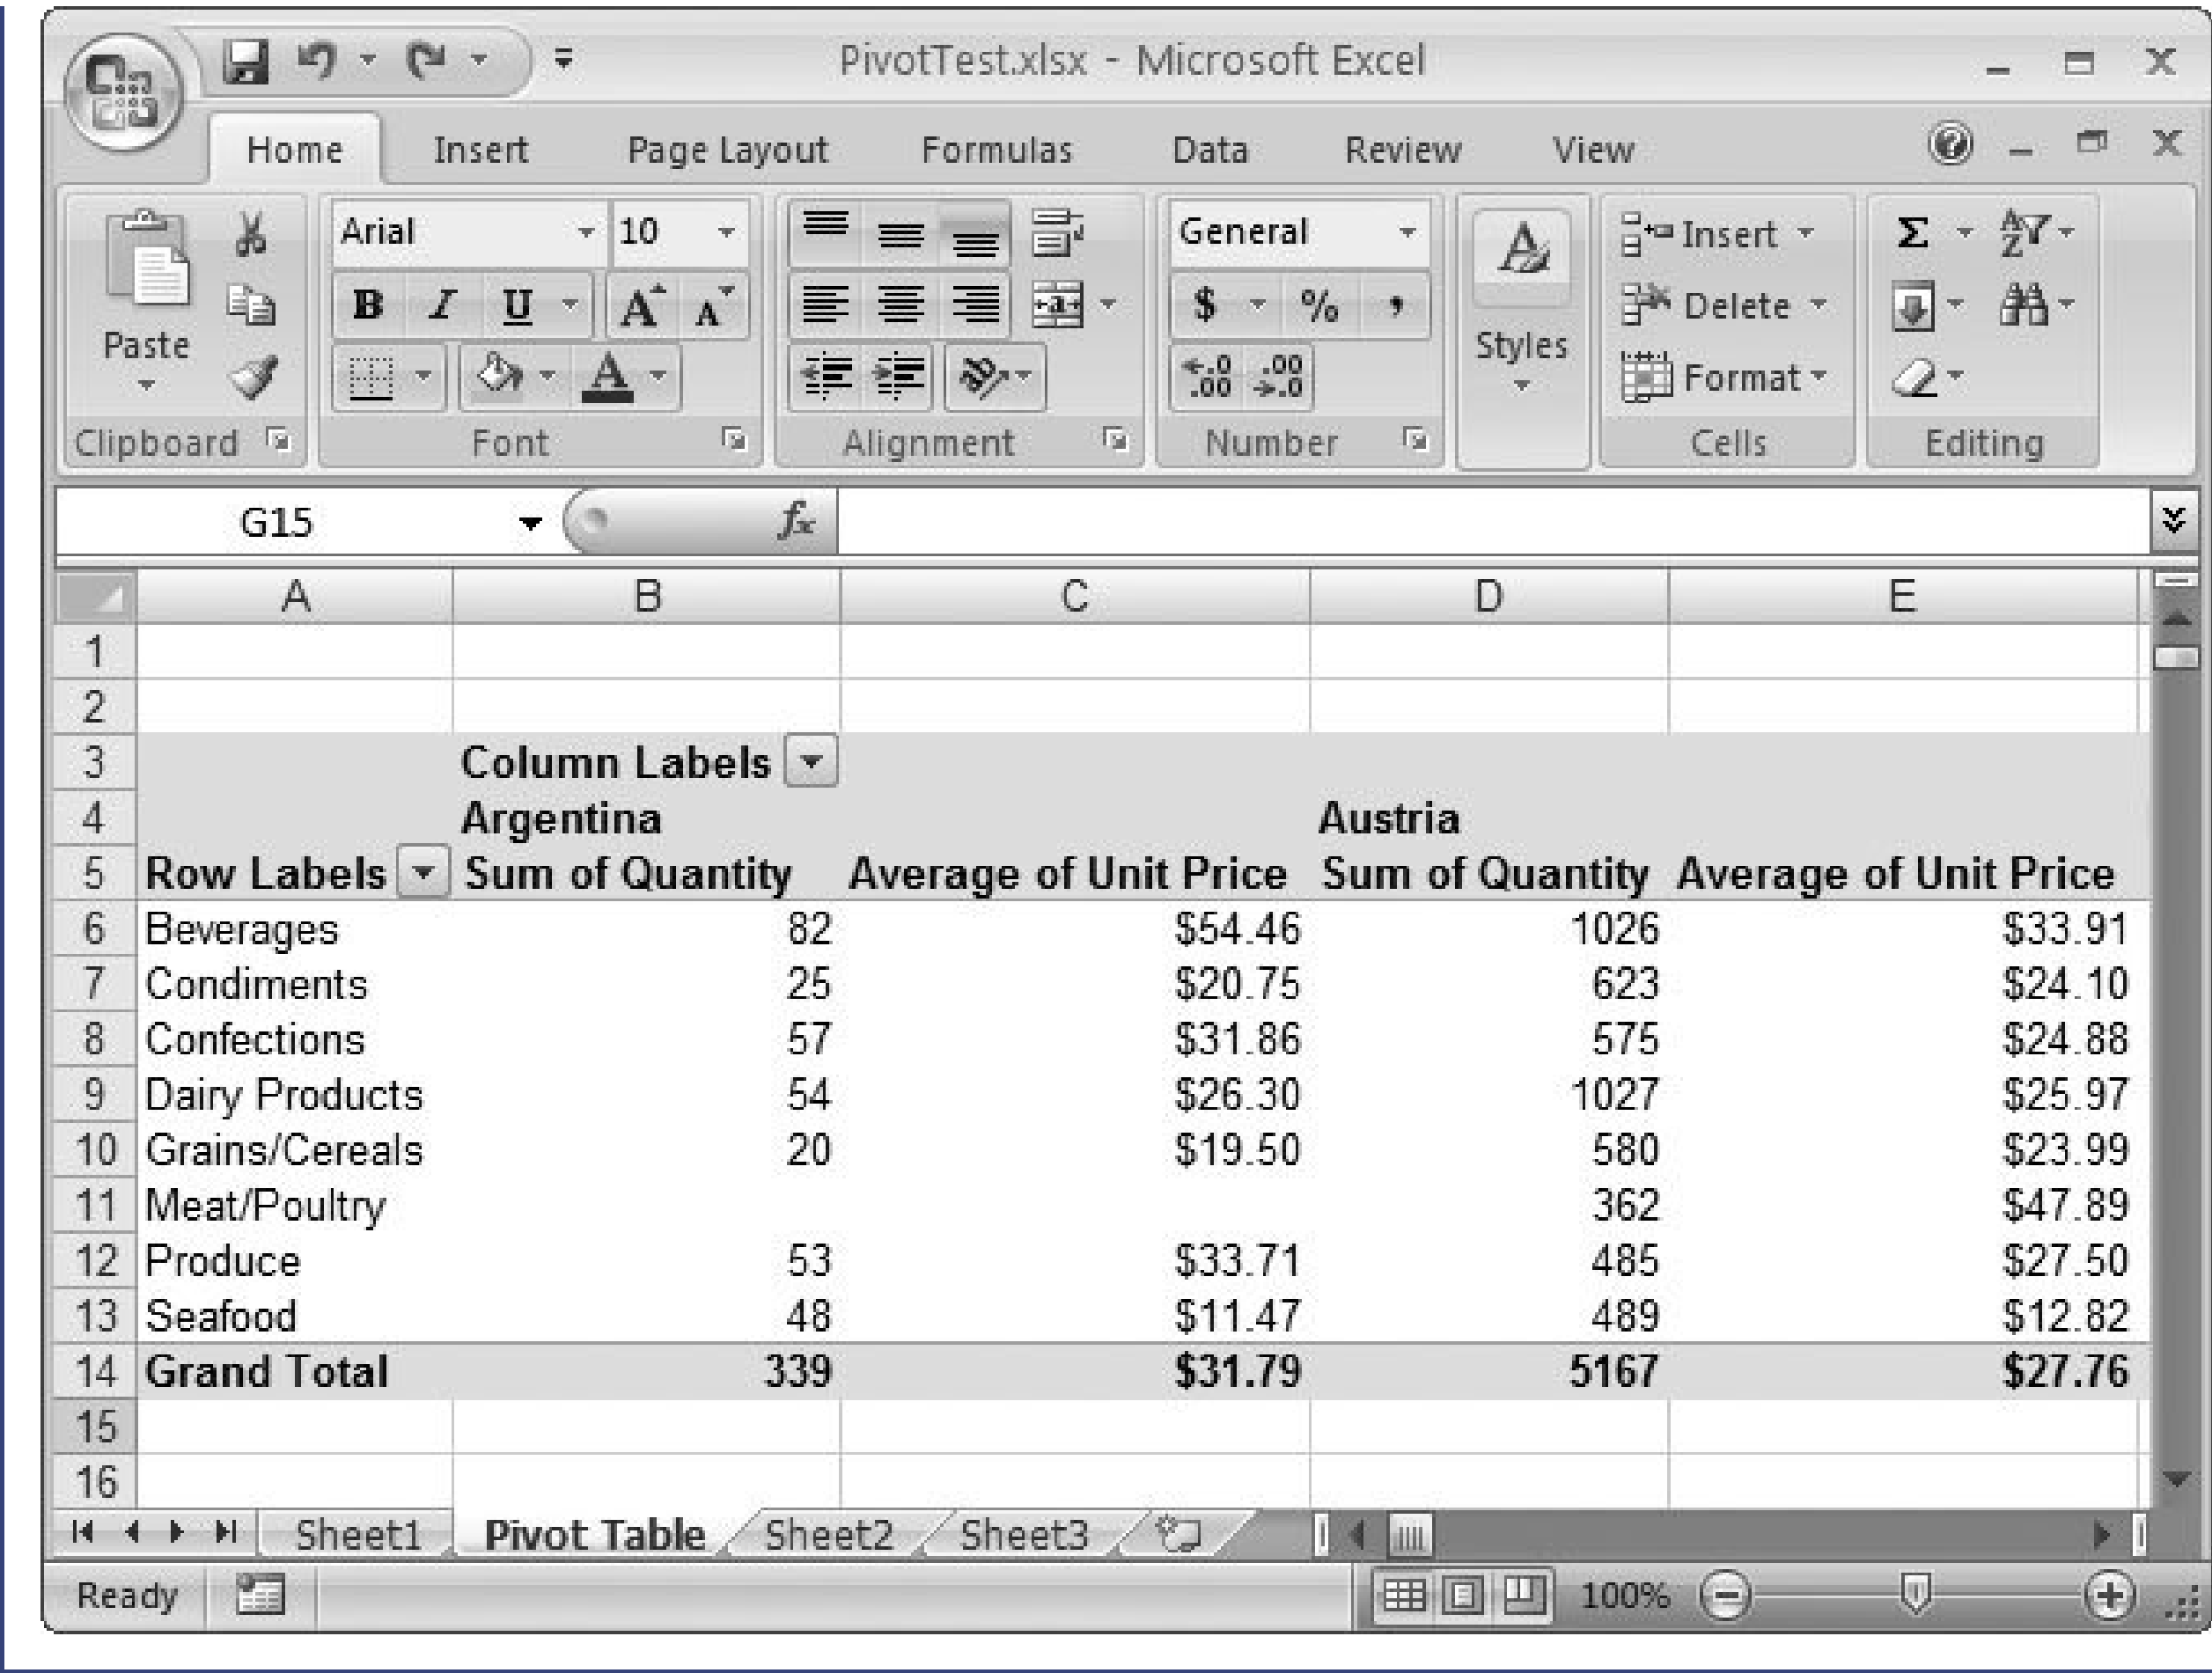 PivotTest.xlsx - Microsoft Excel
Home Insert Page Layout Formulas Data Review View
Arial 10 General Insert
B I U A A $ % , Delete
Paste Styles Format
Clipboard Font Alignment Number Cells Editing
G15 fx
A B C D E
1
2
3 Column Labels
4 Argentina Austria
5 Row Labels Sum of Quantity Average of Unit Price Sum of Quantity Average of Unit Price
6 Beverages 82 $54.46 1026 $33.91
7 Condiments 25 $20.75 623 $24.10
8 Confections 57 $31.86 575 $24.88
9 Dairy Products 54 $26.30 1027 $25.97
10 Grains/Cereals 20 $19.50 580 $23.99
11 Meat/Poultry 362 $47.89
12 Produce 53 $33.71 485 $27.50
13 Seafood 48 $11.47 489 $12.82
14 Grand Total 339 $31.79 5167 $27.76
15
16
Sheet1 Pivot Table Sheet2 Sheet3
Ready 100%